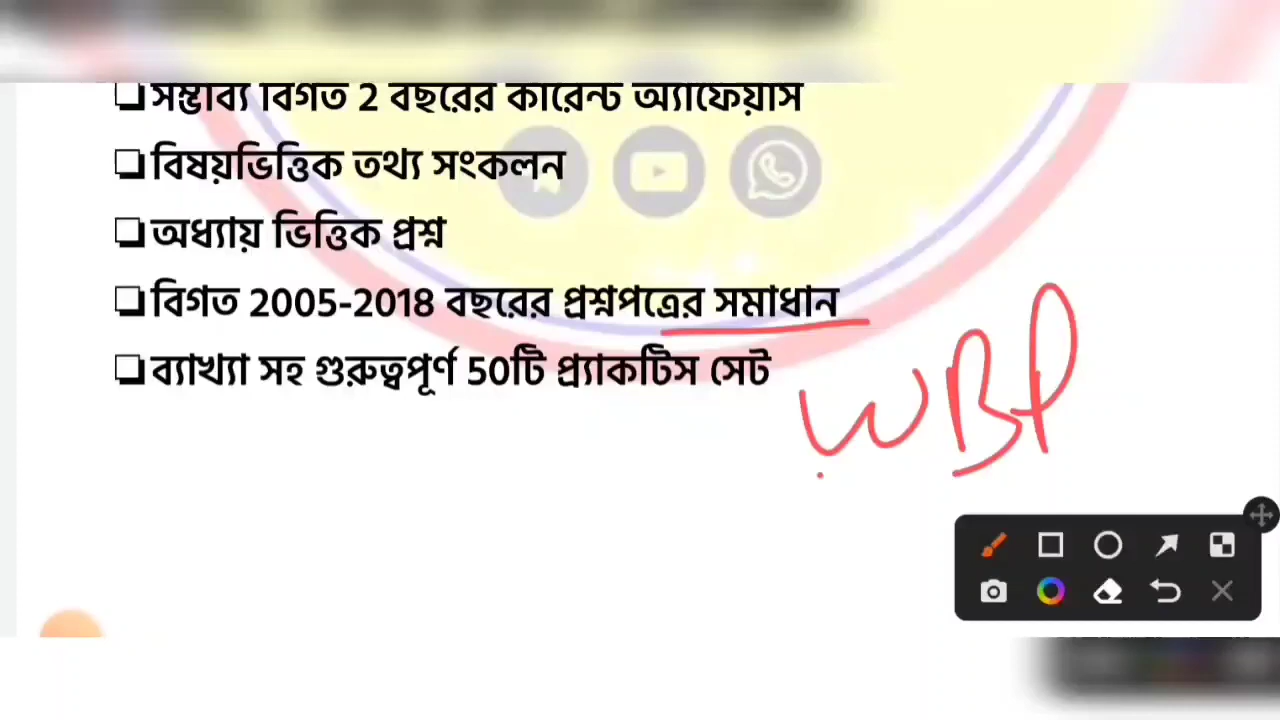 ❑সম্ভাব্য বিগত 2 বছরের কারেন্ট অ্যাফেয়ার্স
❑বিষয়ভিত্তিক তথ্য সংকলন
❑অধ্যায় ভিত্তিক প্রশ্ন
❑বিগত 2005-2018 বছরের প্রশ্নপত্রের সমাধান
❑ব্যাখ্যা সহ গুরুত্বপূর্ণ 50টি প্র্যাকটিস সেট
WBP